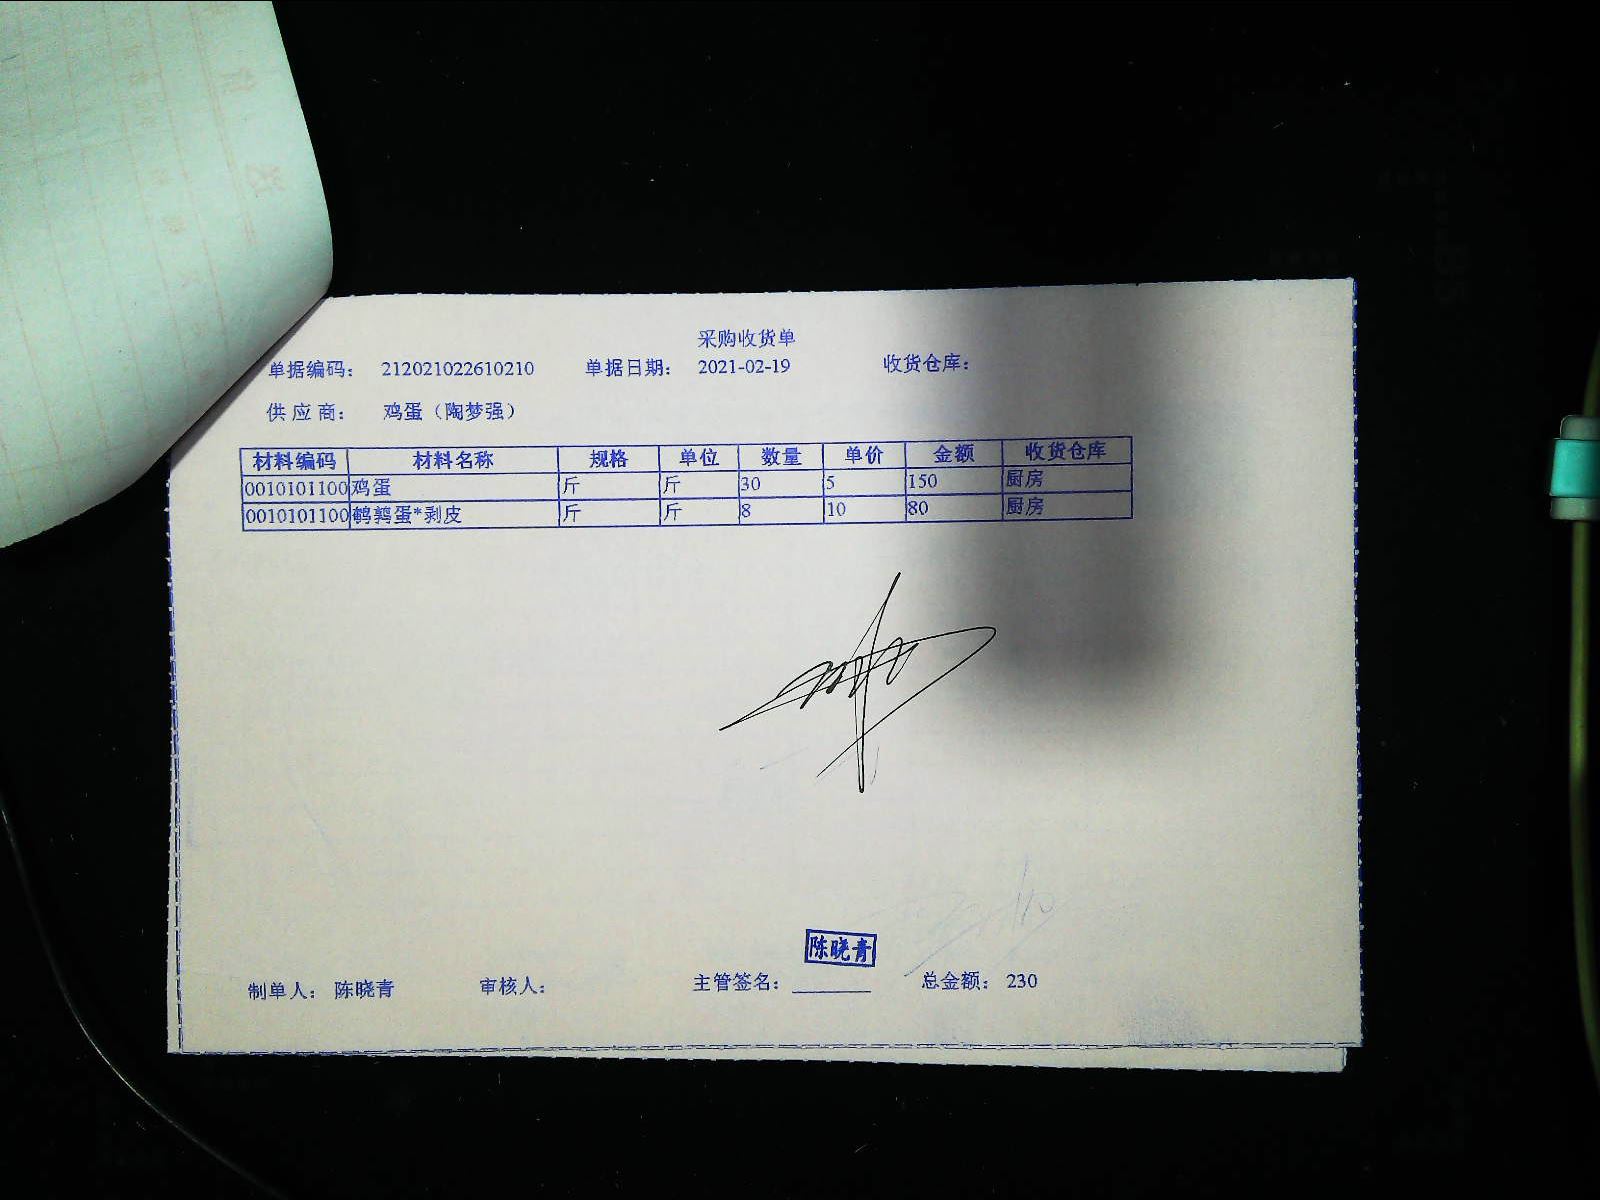 采购收货单
单据编码： 212021022610210 单据日期： 2021-02-19 收货仓库：
供应商： 鸡蛋（陶梦强）
材料编码 材料名称 规格 单位 数量 单价 金额 收货仓库
0010101100 鸡蛋 斤 斤 30 5 150 厨房
0010101100 鹌鹑蛋*剥皮 斤 斤 8 10 80 厨房
陈晓青
制单人： 陈晓青 审核人： 主管签名： 总金额： 230